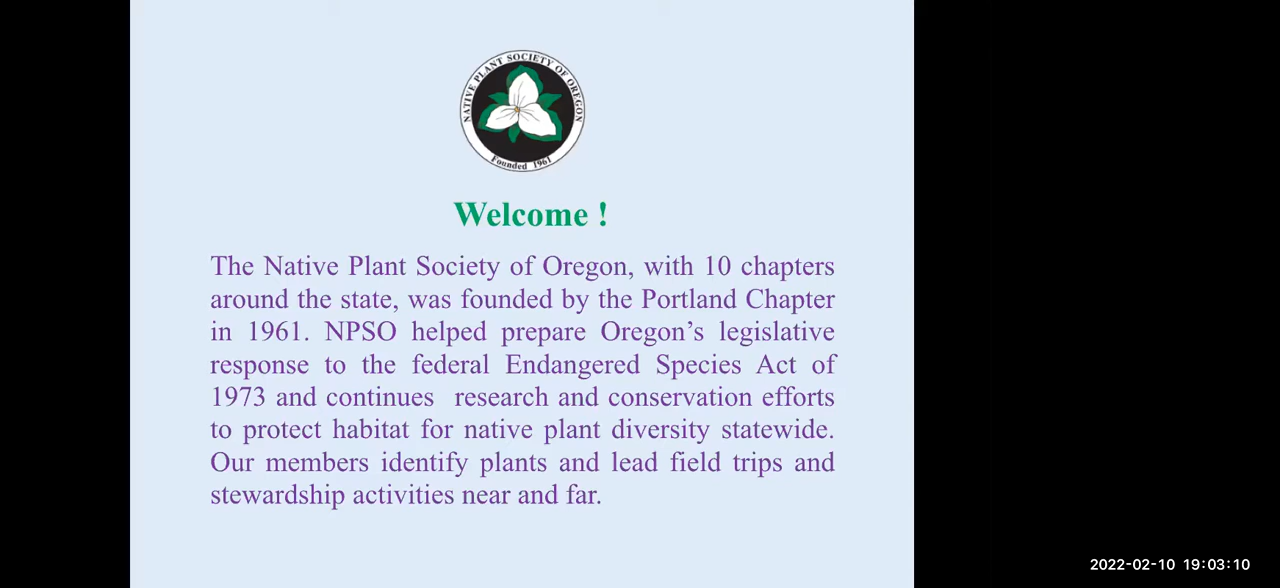 NATIVE PLANT SOCIETY OF OREGON
Founded 1961
Welcome !
The Native Plant Society of Oregon, with 10 chapters
around the state, was founded by the Portland Chapter
in 1961. NPSO helped prepare Oregon’s legislative
response to the federal Endangered Species Act of
1973 and continues  research and conservation efforts
to protect habitat for native plant diversity statewide.
Our members identify plants and lead field trips and
stewardship activities near and far.
2022-02-10 19:03:10